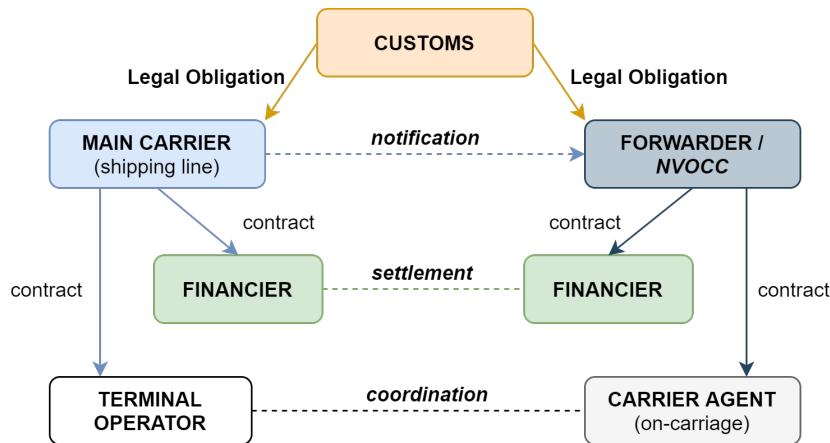 CUSTOMS
Legal Obligation
Legal Obligation
MAIN CARRIER
(shipping line)
notification
FORWARDER /
NVOCC
contract
contract
FINANCIER
settlement
FINANCIER
contract
contract
TERMINAL
OPERATOR
coordination
CARRIER AGENT
(on-carriage)